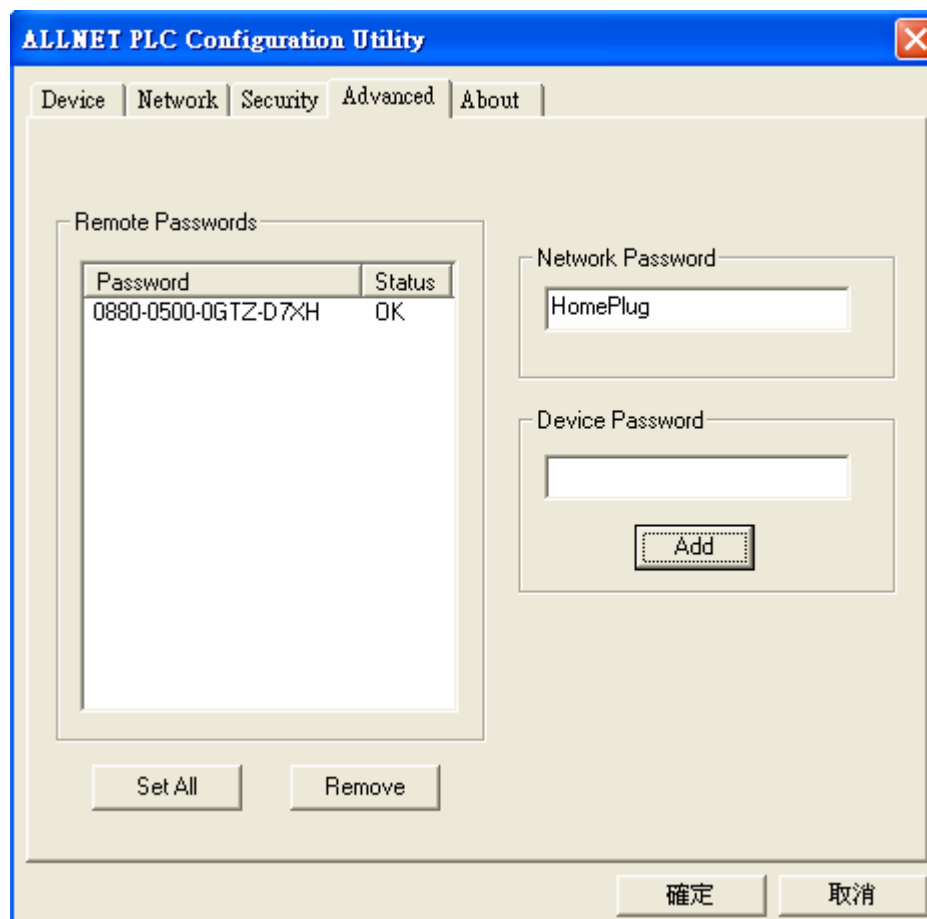 ALLNET PLC Configuration Utility
Device Network Security Advanced About
Remote Passwords
Password Status
0880-0500-0GTZ-D7XH OK
Set All Remove
Network Password
HomePlug
Device Password
Add
確定 取消